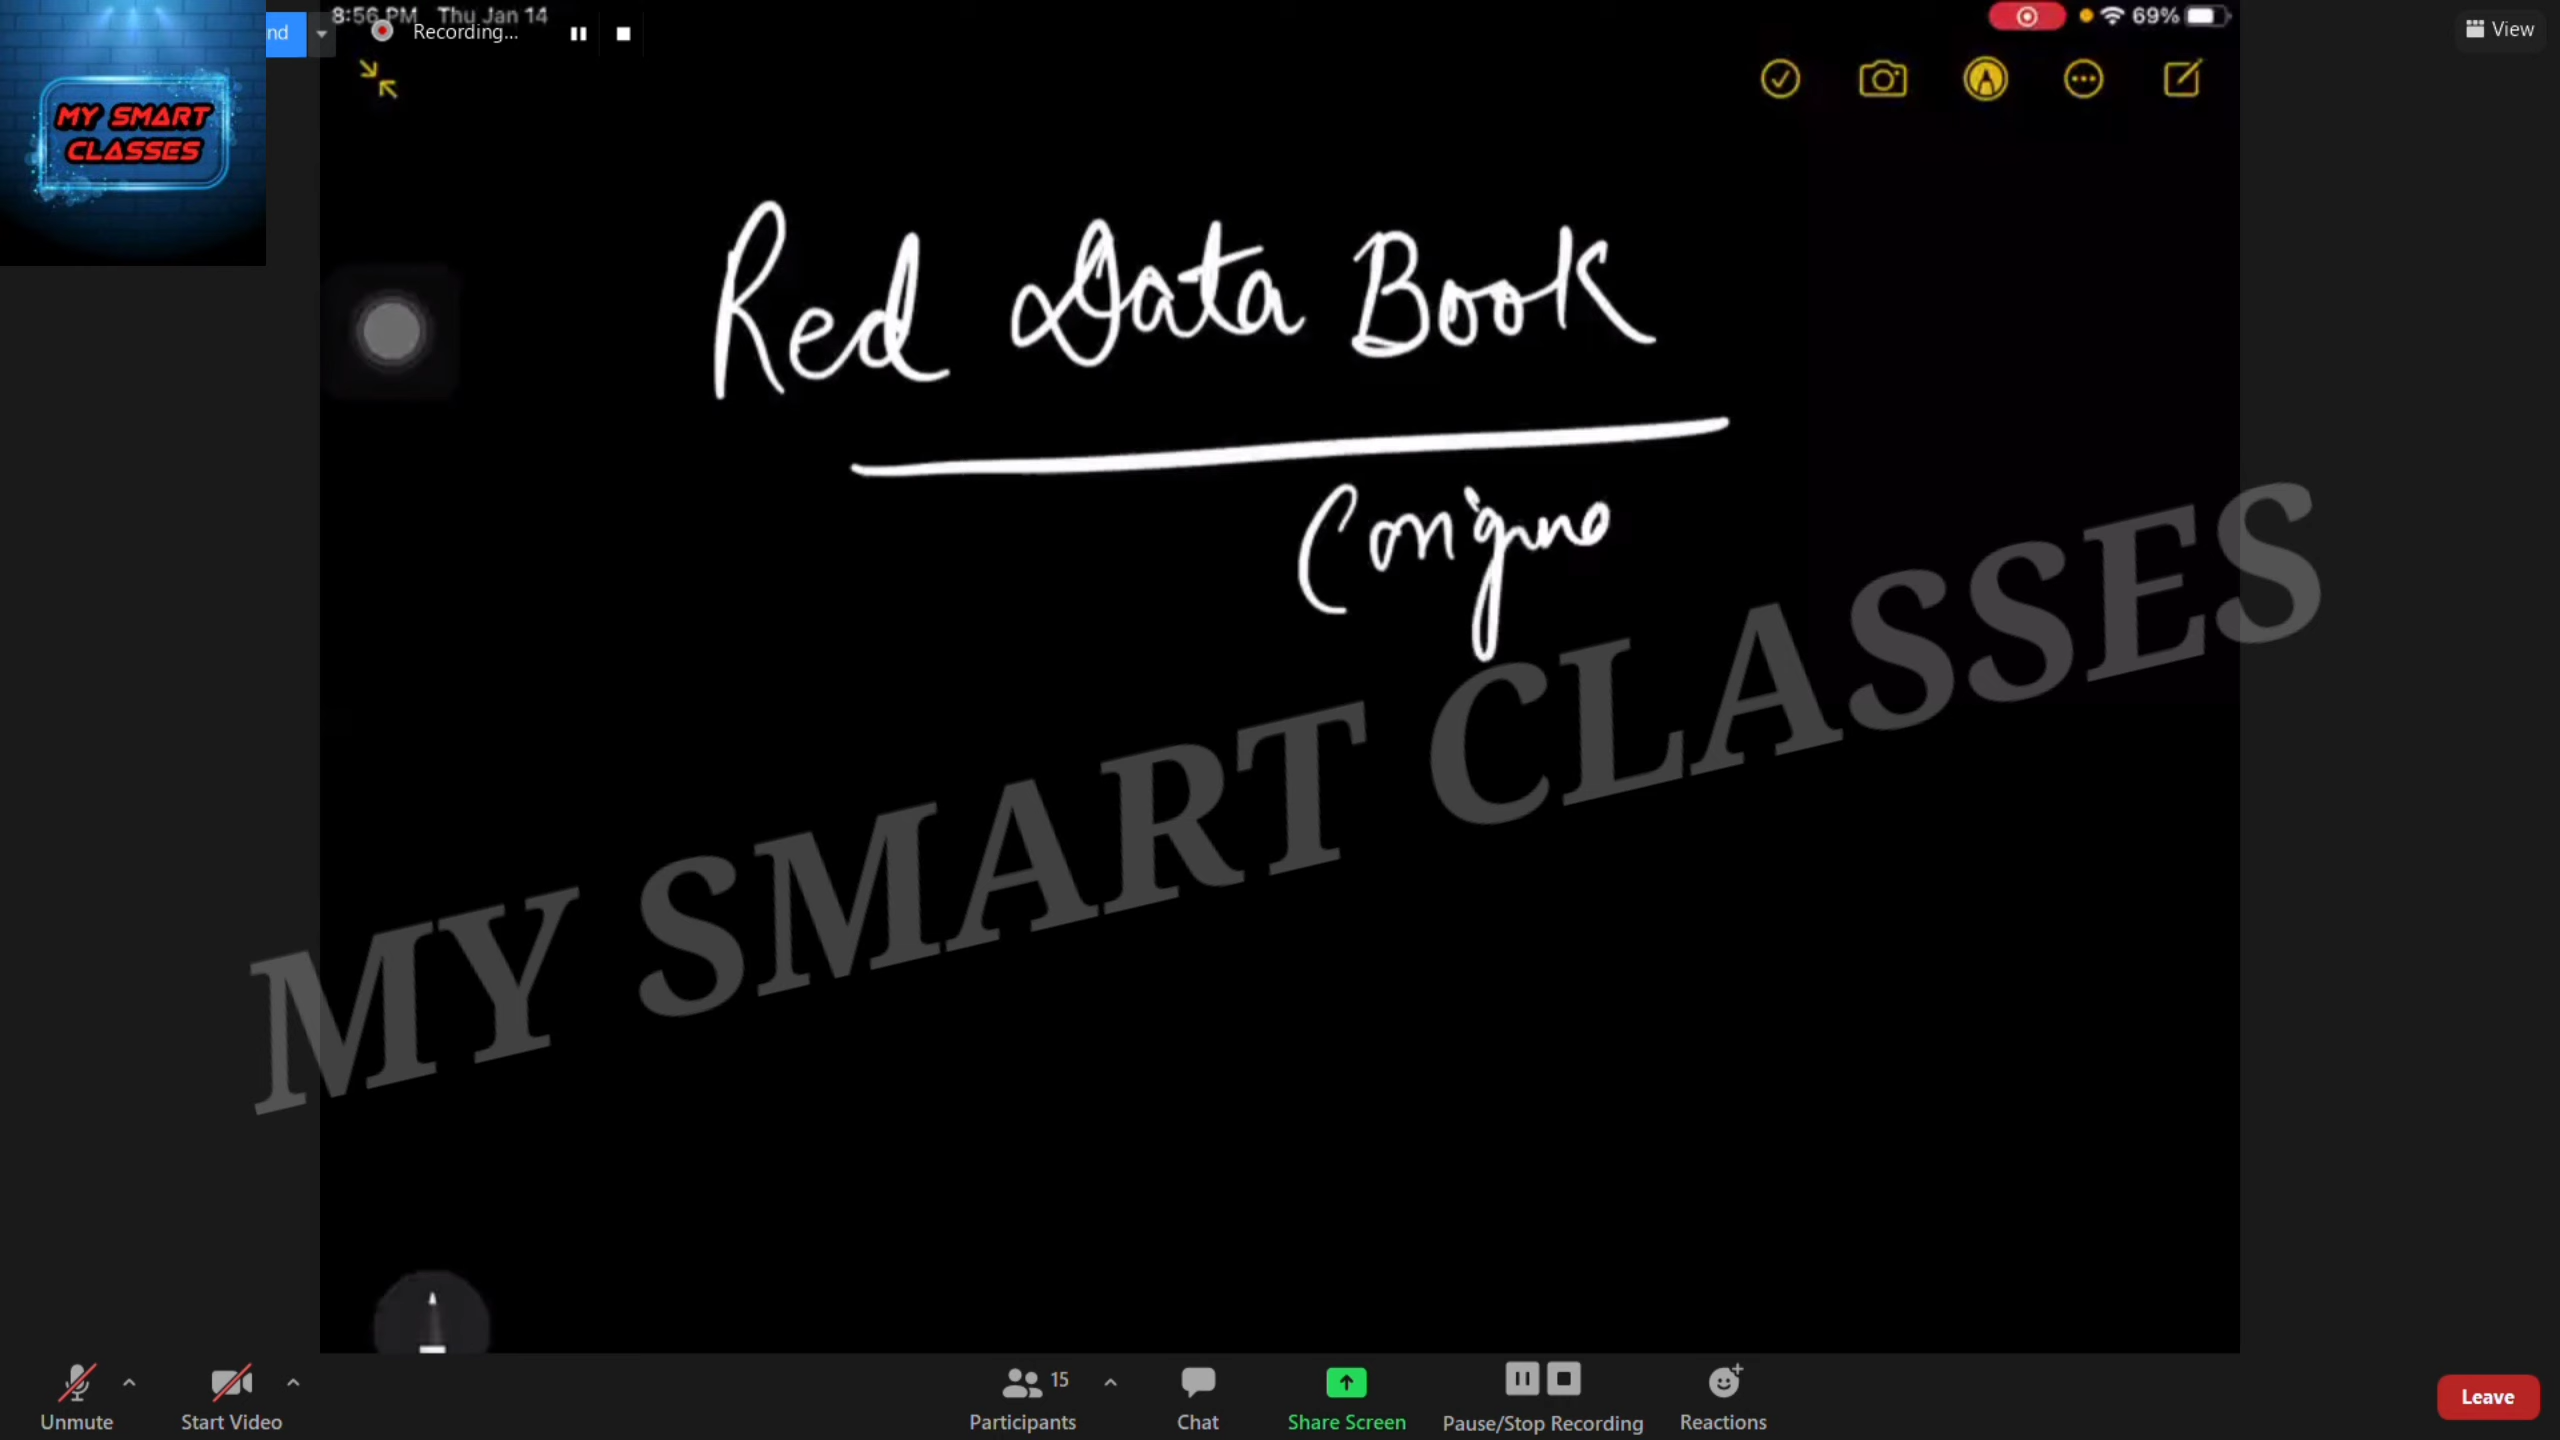 8:56 PM Thu Jan 14
Recording...
69%
View
nd
MY SMART
CLASSES
Red Data Book
MY SMART CLASSES
Unmute
Start Video
Participants
15
Chat
Share Screen
Pause/Stop Recording
Reactions
Leave